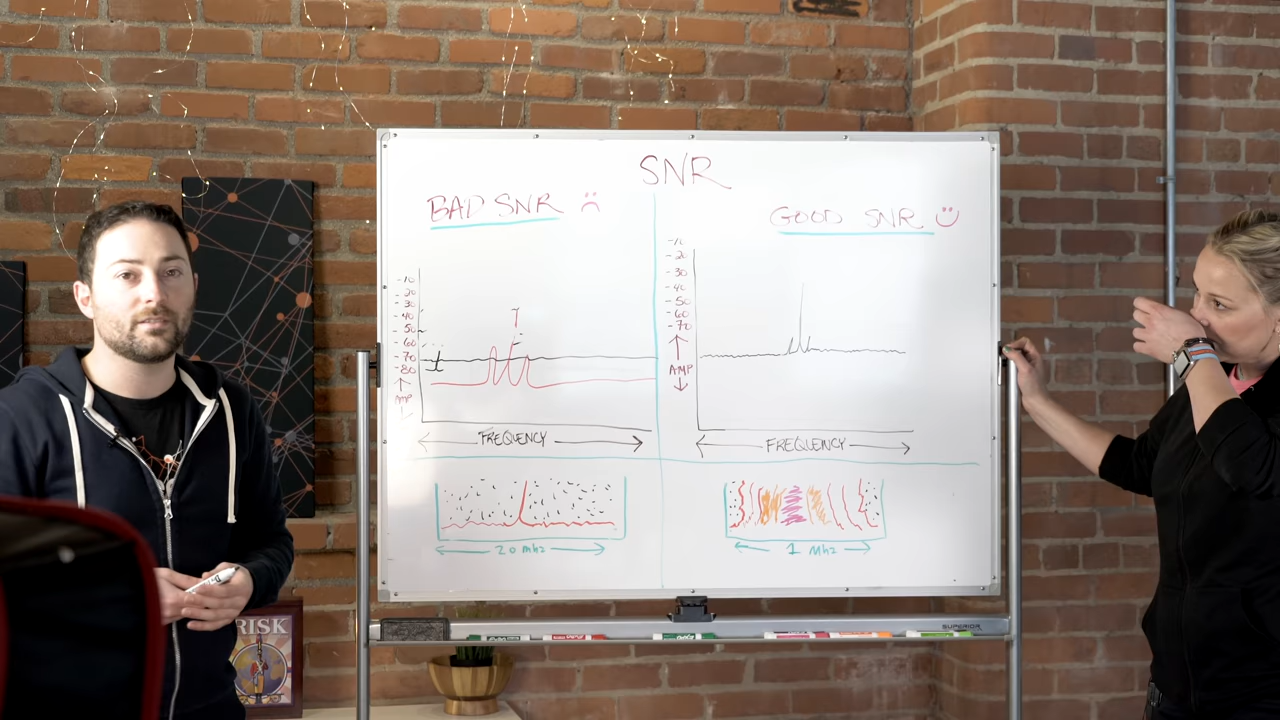 SNR
BAD SNR
GOOD SNR
-10
-20
-30
-40
-50
-60
-70
-80
AMP
FREQUENCY
-10
-20
-30
-40
-50
-60
-70
AMP
FREQUENCY
20 mhz
1 Mhz
SUPERIOR
RISK